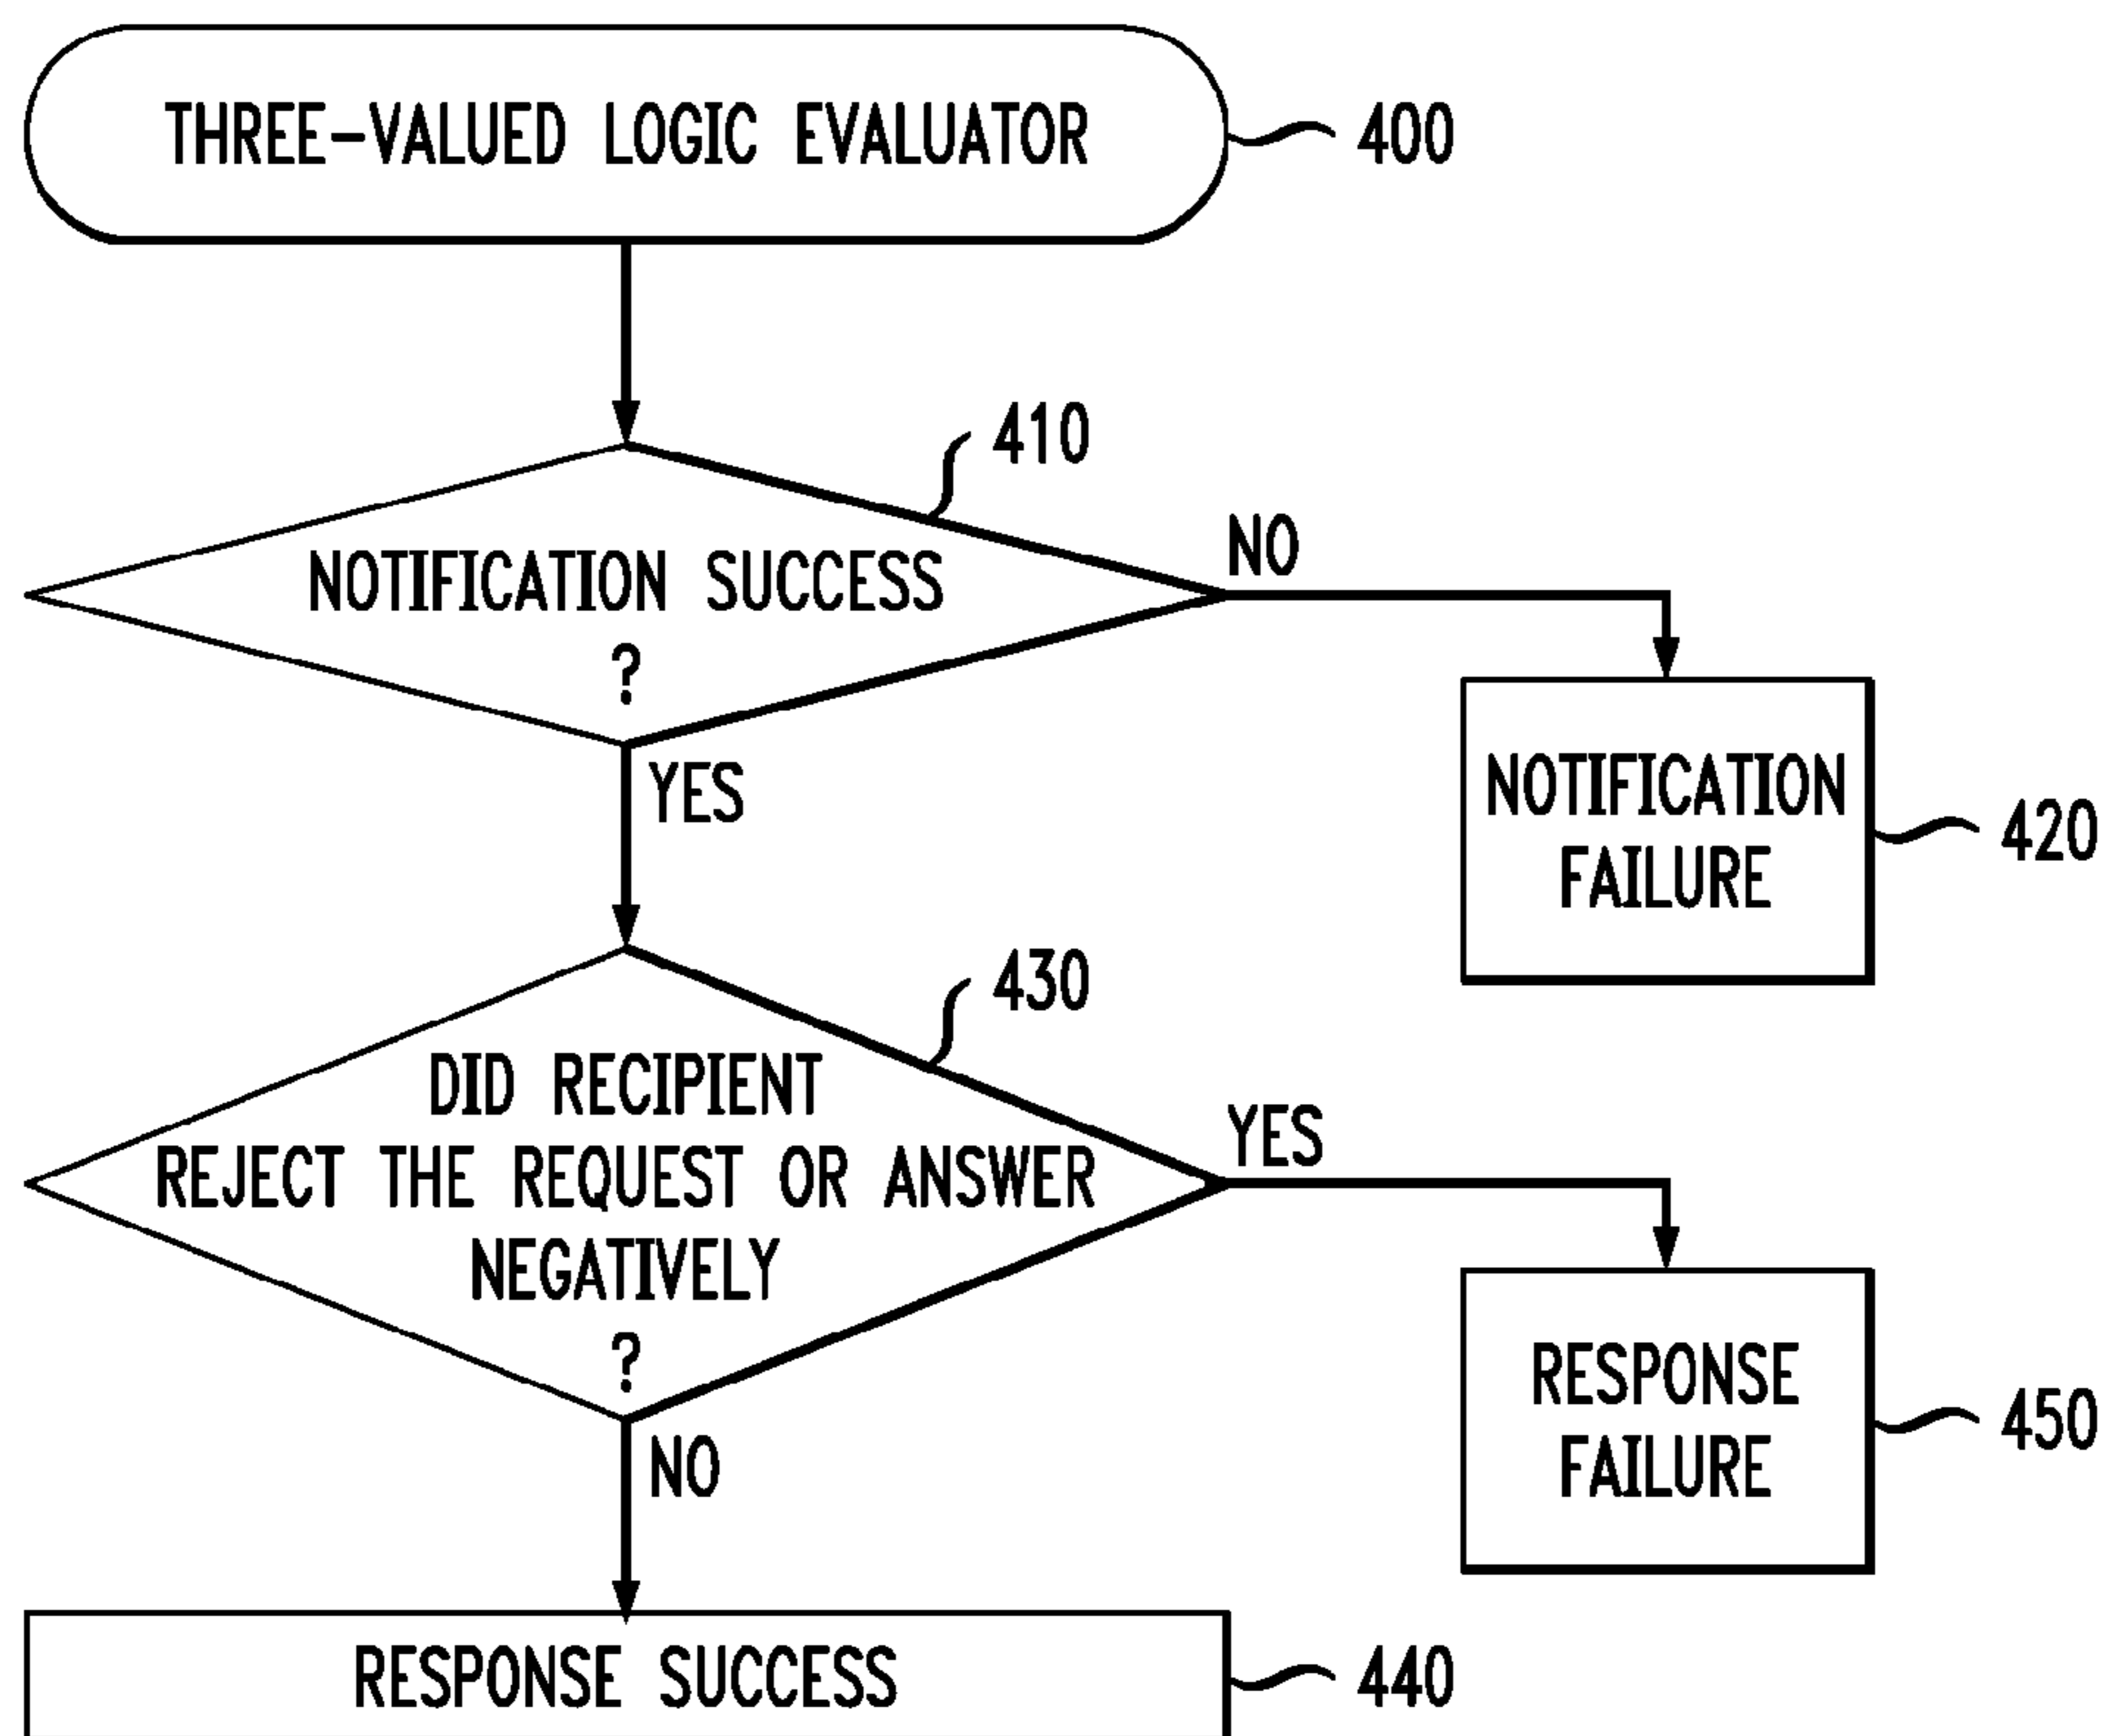 THREE-VALUED LOGIC EVALUATOR
400
410
NOTIFICATION SUCCESS
?
NO
YES
NOTIFICATION
FAILURE
420
430
DID RECIPIENT
REJECT THE REQUEST OR ANSWER
NEGATIVELY
?
YES
NO
RESPONSE
FAILURE
450
RESPONSE SUCCESS
440